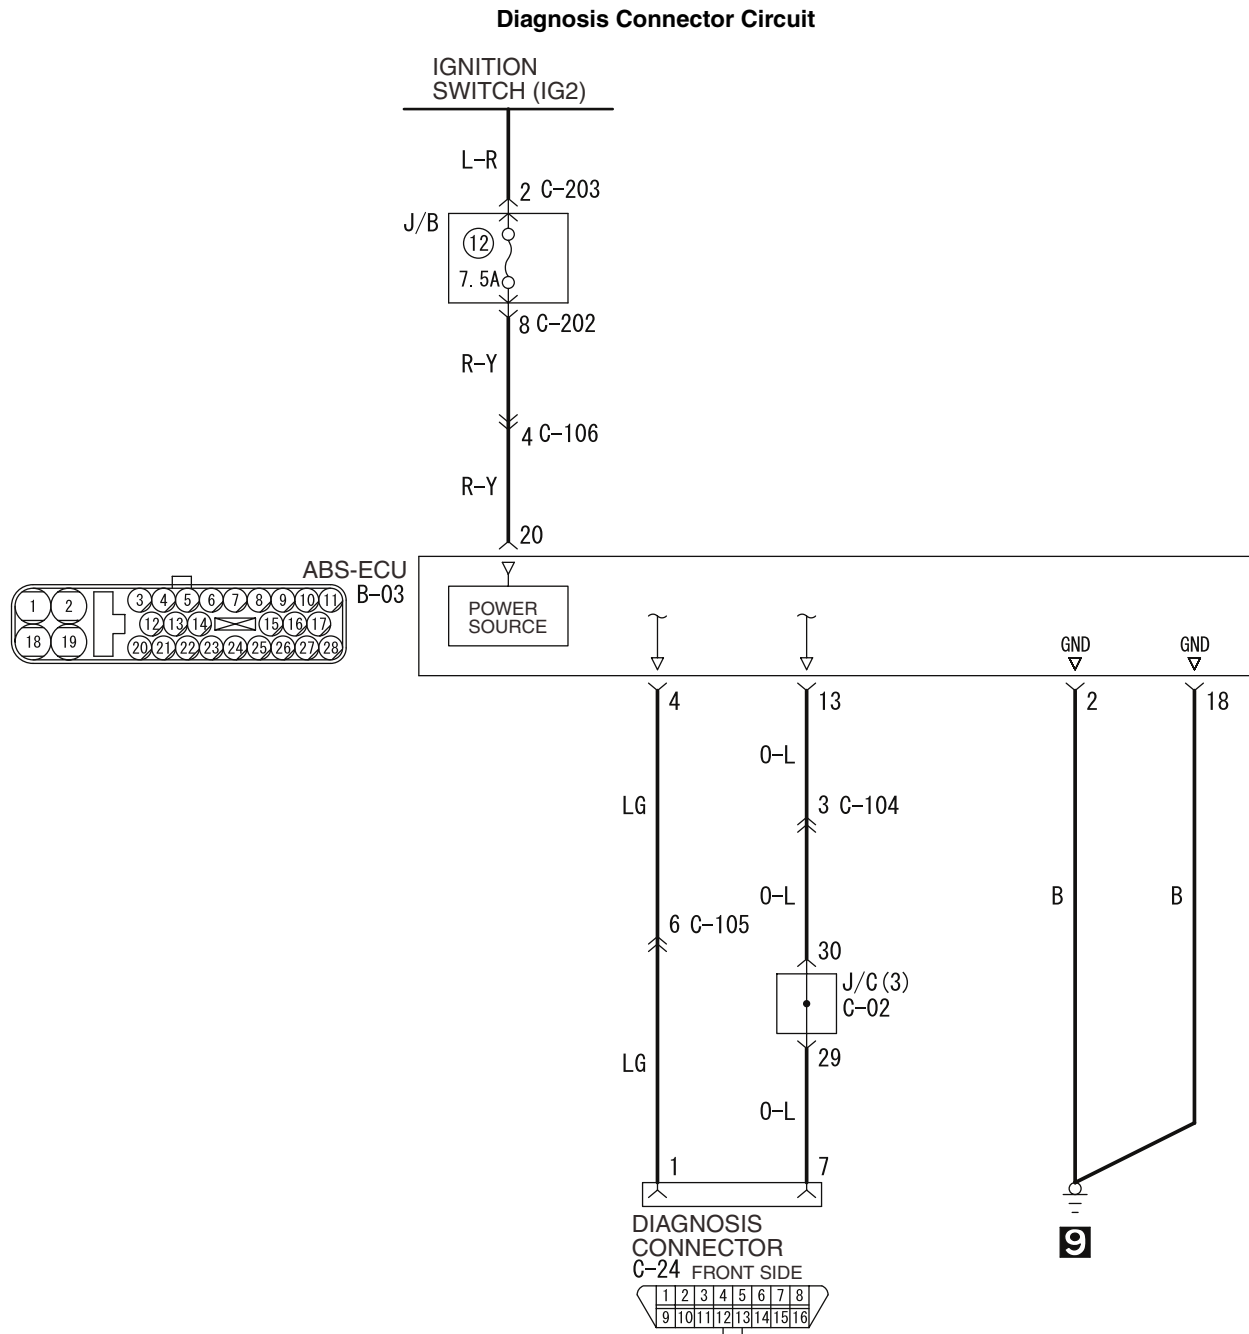 Diagnosis Connector Circuit
IGNITION
SWITCH (IG2)
L-R
2 C-203
J/B
12
7.5A
8 C-202
R-Y
4 C-106
R-Y
20
ABS-ECU
B-03
1 2 3 4 5 6 7 8 9 10 11
12 13 14 15 16 17
18 19 20 21 22 23 24 25 26 27 28
POWER
SOURCE
GND GND
4 13 2 18
O-L
LG 3 C-104
O-L B B
6 C-105
30
J/C(3)
C-02
LG 29
O-L
1 7
DIAGNOSIS
CONNECTOR
C-24 FRONT SIDE
9
1 2 3 4 5 6 7 8
9 10 11 12 13 14 15 16